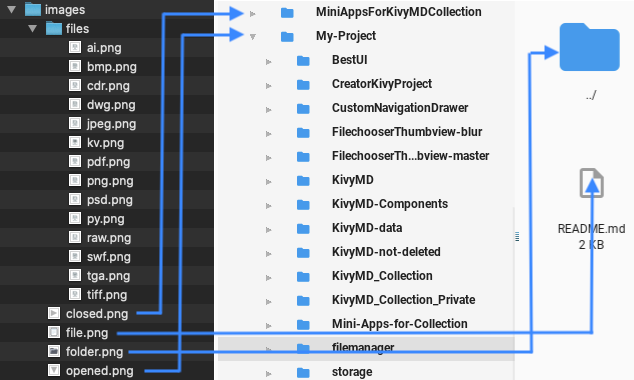 images
files
ai.png
bmp.png
cdr.png
dwg.png
jpeg.png
kv.png
pdf.png
png.png
psd.png
py.png
raw.png
swf.png
tga.png
tiff.png
closed.png
file.png
folder.png
opened.png
MiniAppsForKivyMDCollection
My-Project
BestUI
CreatorKivyProject
CustomNavigationDrawer
FilechooserThumbview-blur
FilechooserTh...bview-master
KivyMD
KivyMD-Components
KivyMD-data
KivyMD-not-deleted
KivyMD_Collection
KivyMD_Collection_Private
Mini-Apps-for-Collection
filemanager
storage
../
README.md
2 KB